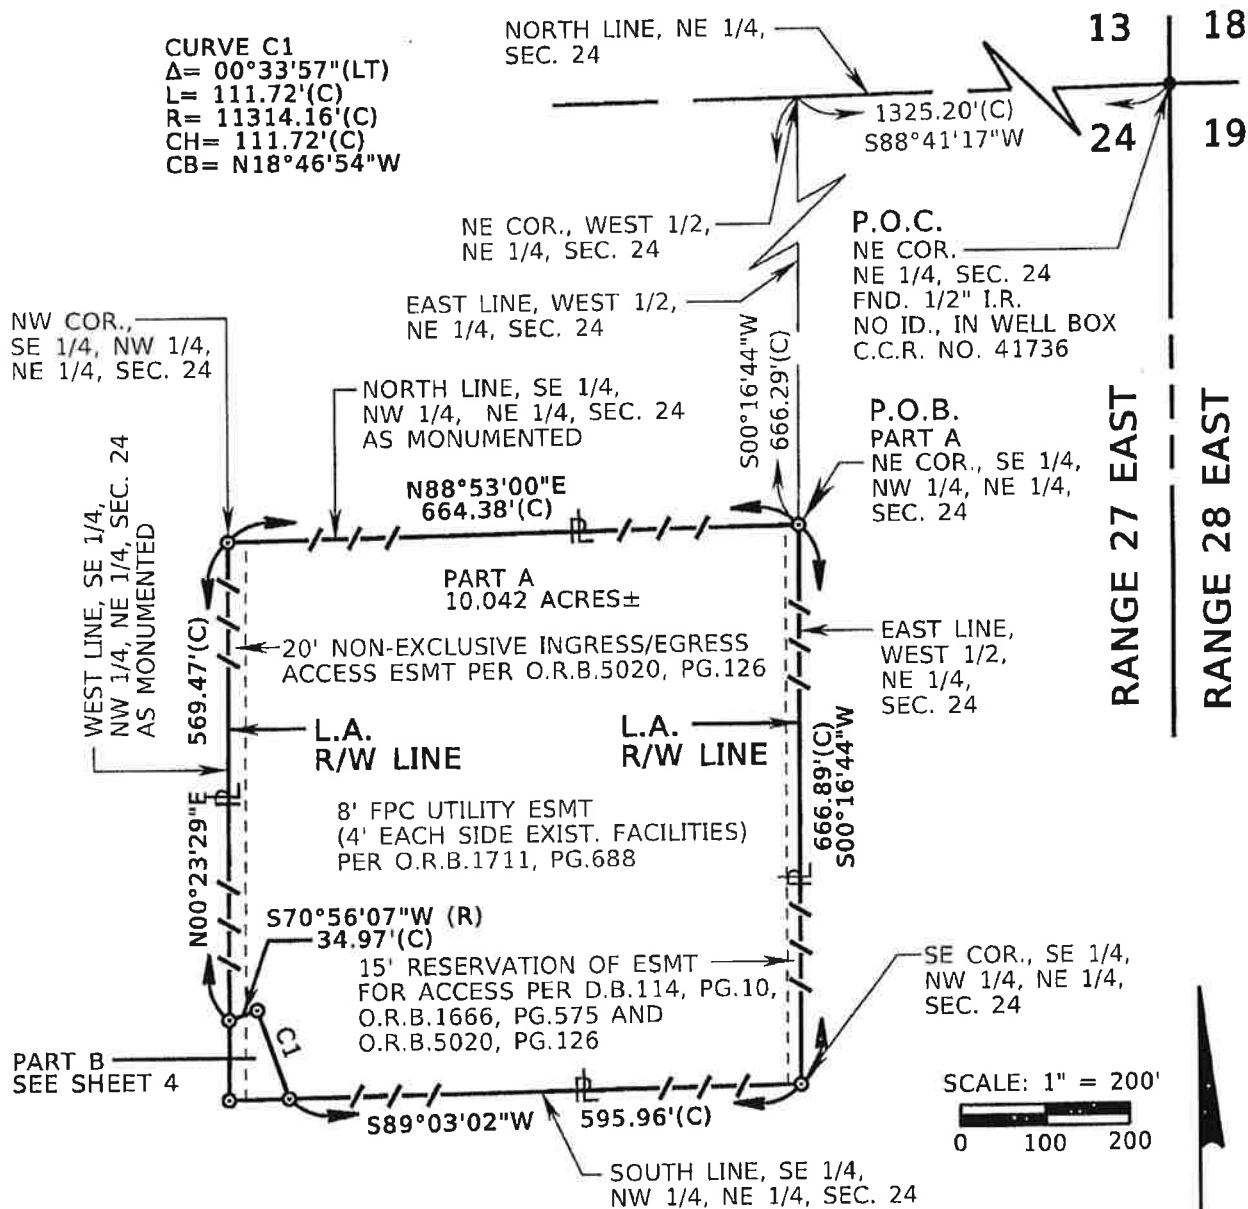 CURVE C1
Δ= 00°33'57"(LT)
L= 111.72'(C)
R= 11314.16'(C)
CH= 111.72'(C)
CB= N18°46'54"W
NORTH LINE, NE 1/4,
SEC. 24
13
18
24
19
1325.20'(C)
S88°41'17"W
NE COR., WEST 1/2,
NE 1/4, SEC. 24
EAST LINE, WEST 1/2,
NE 1/4, SEC. 24
P.O.C.
NE COR.
NE 1/4, SEC. 24
FND. 1/2" I.R.
NO ID., IN WELL BOX
C.C.R. NO. 41736
NW COR.,
SE 1/4, NW 1/4,
NE 1/4, SEC. 24
NORTH LINE, SE 1/4,
NW 1/4, NE 1/4, SEC. 24
AS MONUMENTED
S00°16'44"W
666.29'(C)
P.O.B.
PART A
NE COR., SE 1/4,
NW 1/4, NE 1/4,
SEC. 24
RANGE 27 EAST
RANGE 28 EAST
N88°53'00"E
664.38'(C)
PL
WEST LINE, SE 1/4,
NW 1/4, NE 1/4, SEC. 24
AS MONUMENTED
569.47'(C)
N00°23'29"E
PL
PART A
10.042 ACRES±
20' NON-EXCLUSIVE INGRESS/EGRESS
ACCESS ESMT PER O.R.B.5020, PG.126
EAST LINE,
WEST 1/2,
NE 1/4,
SEC. 24
L.A.
R/W LINE
L.A.
R/W LINE
666.89'(C)
S00°16'44"W
PL
8' FPC UTILITY ESMT
(4' EACH SIDE EXIST. FACILITIES)
PER O.R.B.1711, PG.688
S70°56'07"W (R)
34.97'(C)
15' RESERVATION OF ESMT
FOR ACCESS PER D.B.114, PG.10,
O.R.B.1666, PG.575 AND
O.R.B.5020, PG.126
SE COR., SE 1/4,
NW 1/4, NE 1/4,
SEC. 24
C1
PART B
SEE SHEET 4
S89°03'02"W
PL
595.96'(C)
SOUTH LINE, SE 1/4,
NW 1/4, NE 1/4, SEC. 24
SCALE: 1" = 200'
0 100 200